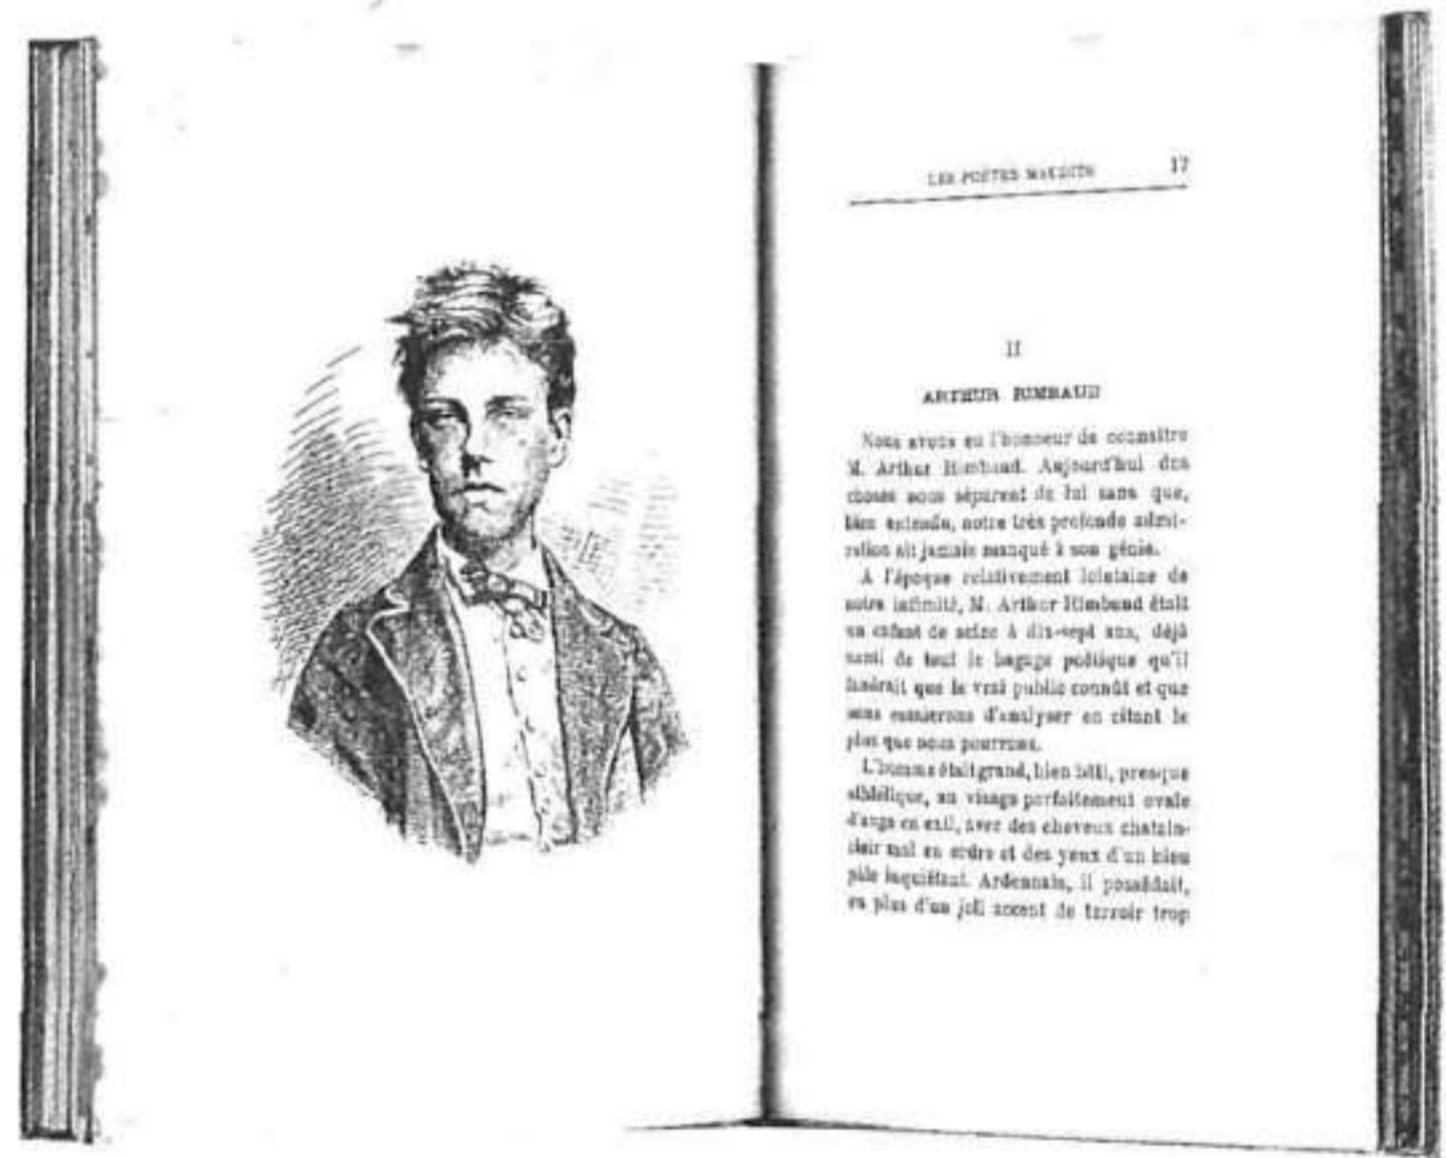 LES POÈTES MAUDITS 17
II
ARTHUR RIMBAUD
Nous avons eu l'honneur de connaître
M. Arthur Rimbaud. Aujourd'hui des
choses nous séparent de lui sans que,
bien entendu, notre très profonde admi-
ration ait jamais manqué à son génie.
A l'époque relativement lointaine de
notre intimité, M. Arthur Rimbaud était
un enfant de seize à dix-sept ans, déjà
nanti de tout le bagage poétique qu'il
faudrait que le vrai public connût et que
nous essaierons d'analyser en citant le
plus que nous pourrons.
L'homme était grand, bien bâti, presque
athlétique, au visage parfaitement ovale
d'ange en exil, avec des cheveux châtain-
clair mal en ordre et des yeux d'un bleu
pâle inquiétant. Ardennais, il possédait,
en plus d'un joli accent de terroir trop